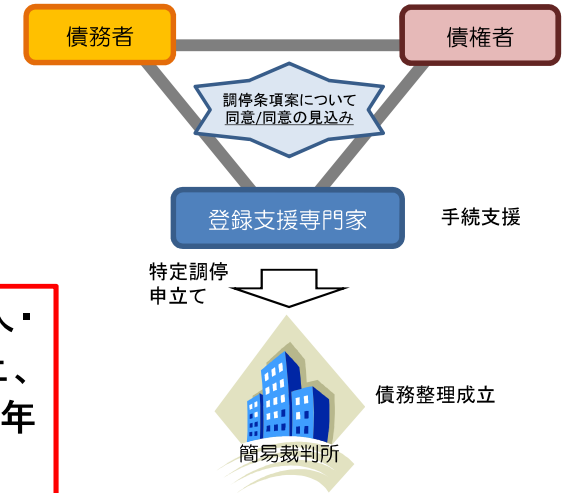 債務者
債権者
調停条項案について
同意/同意の見込み
登録支援専門家
手続支援
特定調停
申立て
人・
に、
年
債務整理成立
簡易裁判所